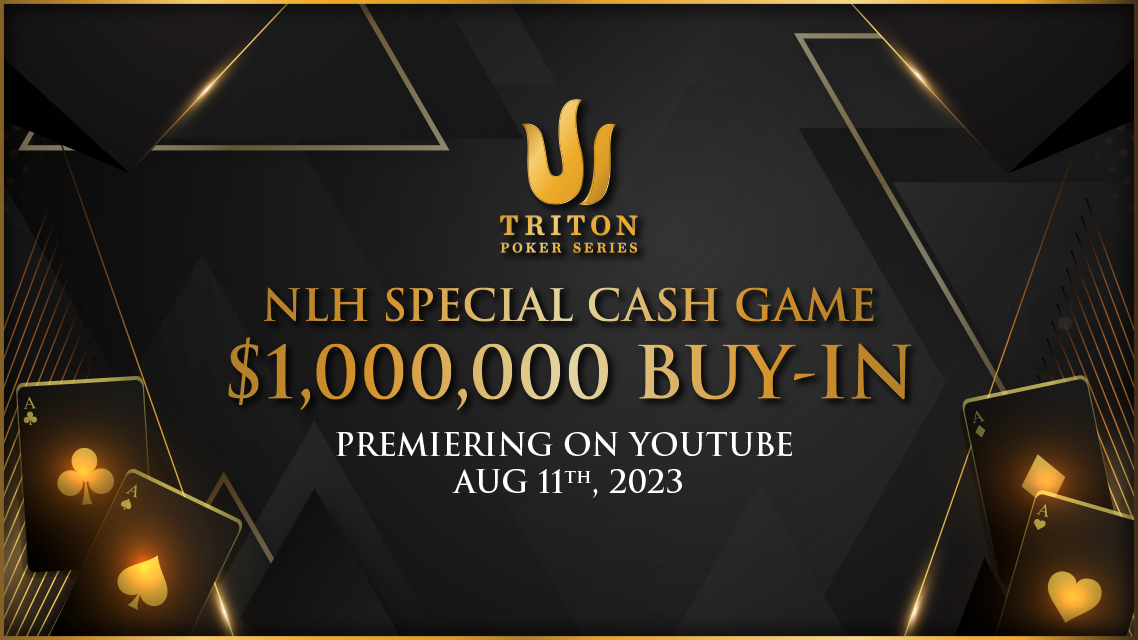 TRITON
POKER SERIES
NLH SPECIAL CASH GAME
$1,000,000 BUY-IN
PREMIERING ON YOUTUBE
AUG 11TH, 2023
A
A
A
A